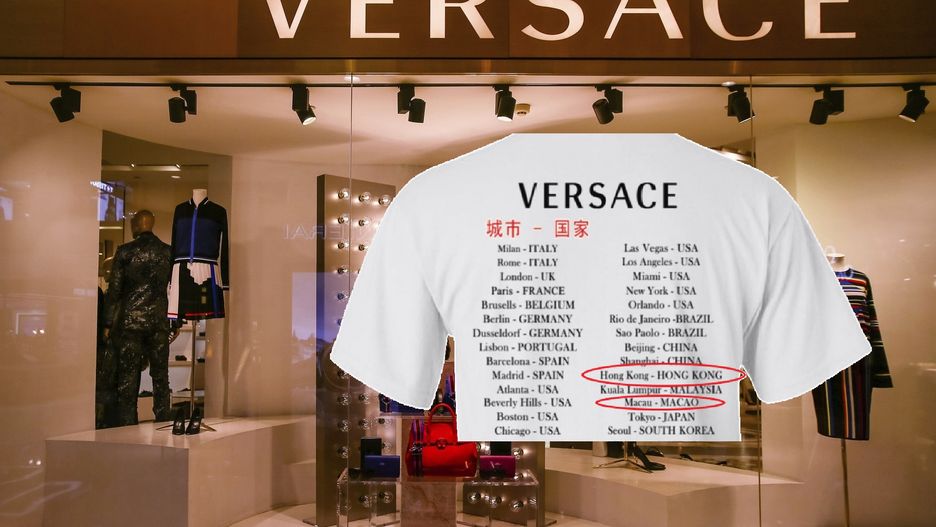 VERSACE
VERSACE
城市 - 国家
Milan - ITALY
Rome - ITALY
London - UK
Paris - FRANCE
Brusells - BELGIUM
Berlin - GERMANY
Dusseldorf - GERMANY
Lisbon - PORTUGAL
Barcelona - SPAIN
Madrid - SPAIN
Atlanta - USA
Beverly Hills - USA
Boston - USA
Chicago - USA
Las Vegas - USA
Los Angeles - USA
Miami - USA
New York - USA
Orlando - USA
Rio de Janeiro -BRAZIL
Sao Paolo - BRAZIL
Beijing - CHINA
Shanghai - CHINA
Hong Kong - HONG KONG
Kuala Lumpur - MALAYSIA
Macau - MACAO
Tokyo - JAPAN
Seoul - SOUTH KOREA